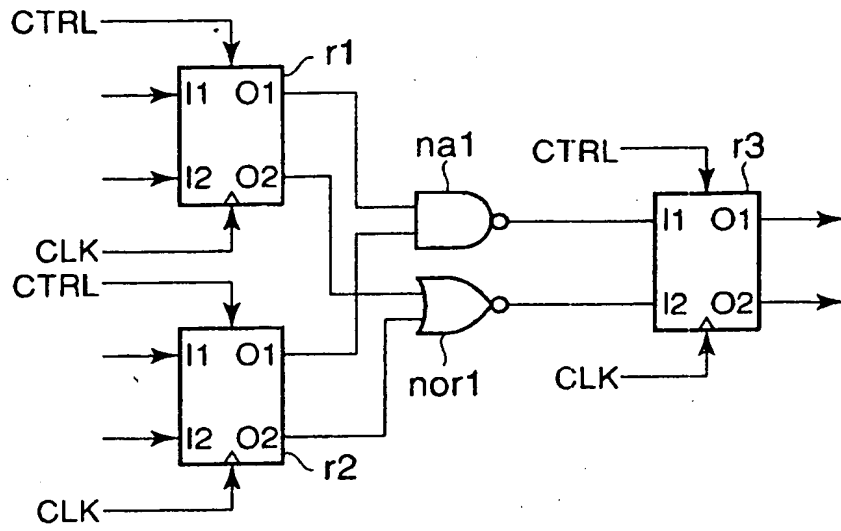 CTRL
r1
I1 O1
I2 O2
CLK
CTRL
I1 O1
I2 O2
r2
CLK
na1
nor1
CTRL
r3
I1 O1
I2 O2
CLK